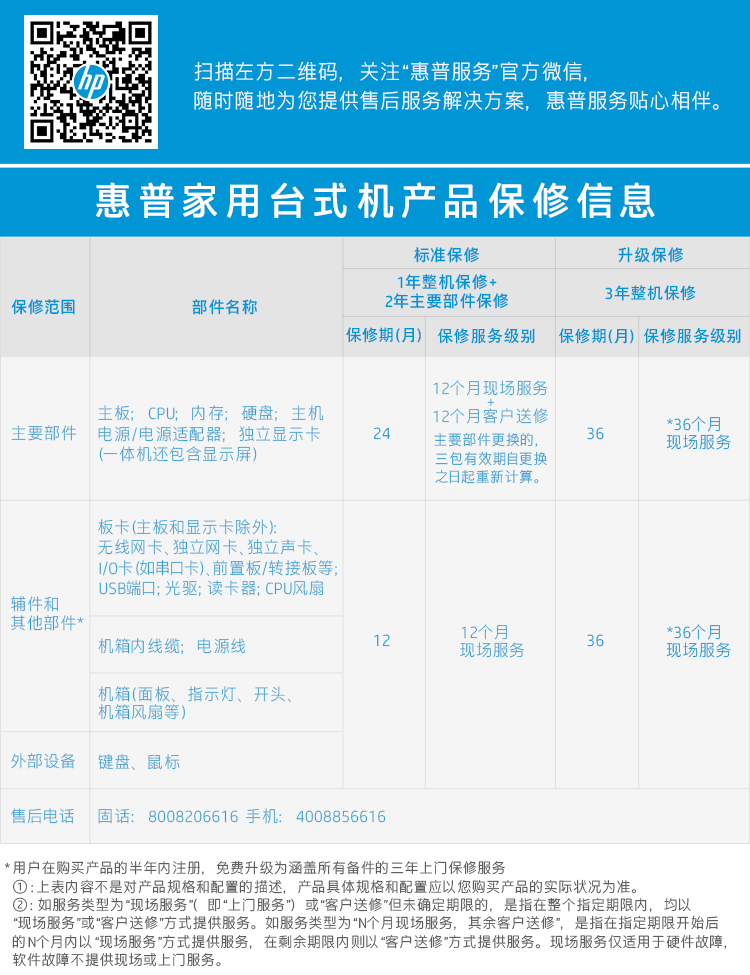 hp
扫描左方二维码，关注“惠普服务”官方微信，
随时随地为您提供售后服务解决方案，惠普服务贴心相伴。
惠普家用台式机产品保修信息
保修范围
部件名称
标准保修
升级保修
1年整机保修+
2年主要部件保修
3年整机保修
保修期(月)
保修服务级别
保修期(月)
保修服务级别
主要部件
主板； CPU; 内存； 硬盘； 主机
电源/电源适配器； 独立显示卡
(一体机还包含显示屏)
24
12个月现场服务
+
12个月客户送修
主要部件更换的，
三包有效期自更换
之日起重新计算。
36
*36个月
现场服务
辅件和
其他部件*
板卡(主板和显示卡除外):
无线网卡、独立网卡、独立声卡、
I/O卡(如串口卡)、前置板/转接板等;
USB端口; 光驱; 读卡器; CPU风扇
机箱内线缆； 电源线
机箱(面板、指示灯、开头、
机箱风扇等)
12
12个月
现场服务
36
*36个月
现场服务
外部设备
键盘、鼠标
售后电话
固话： 8008206616 手机： 4008856616
*用户在购买产品的半年内注册，免费升级为涵盖所有备件的三年上门保修服务
①:上表内容不是对产品规格和配置的描述，产品具体规格和配置应以您购买产品的实际状况为准。
②: 如服务类型为“现场服务”( 即“上门服务”) 或“客户送修”但未确定期限的，是指在整个指定期限内，均以
“现场服务”或“客户送修”方式提供服务。如服务类型为“N个月现场服务，其余客户送修”，是指在指定期限开始后
的N个月内以“现场服务”方式提供服务，在剩余期限内则以“客户送修”方式提供服务。现场服务仅适用于硬件故障，
软件故障不提供现场或上门服务。